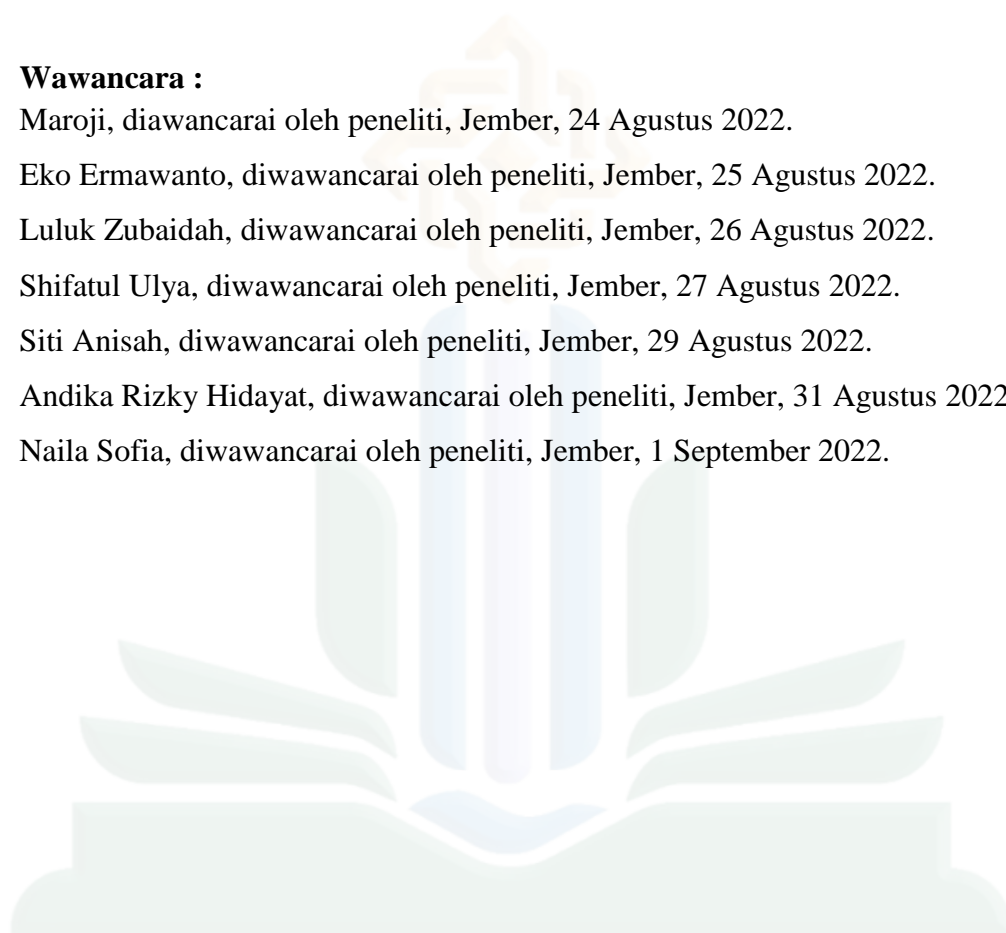 Wawancara :
Maroji, diawancarai oleh peneliti, Jember, 24 Agustus 2022.
Eko Ermawanto, diwawancarai oleh peneliti, Jember, 25 Agustus 2022.
Luluk Zubaidah, diwawancarai oleh peneliti, Jember, 26 Agustus 2022.
Shifatul Ulya, diwawancarai oleh peneliti, Jember, 27 Agustus 2022.
Siti Anisah, diwawancarai oleh peneliti, Jember, 29 Agustus 2022.
Andika Rizky Hidayat, diwawancarai oleh peneliti, Jember, 31 Agustus 2022
Naila Sofia, diwawancarai oleh peneliti, Jember, 1 September 2022.